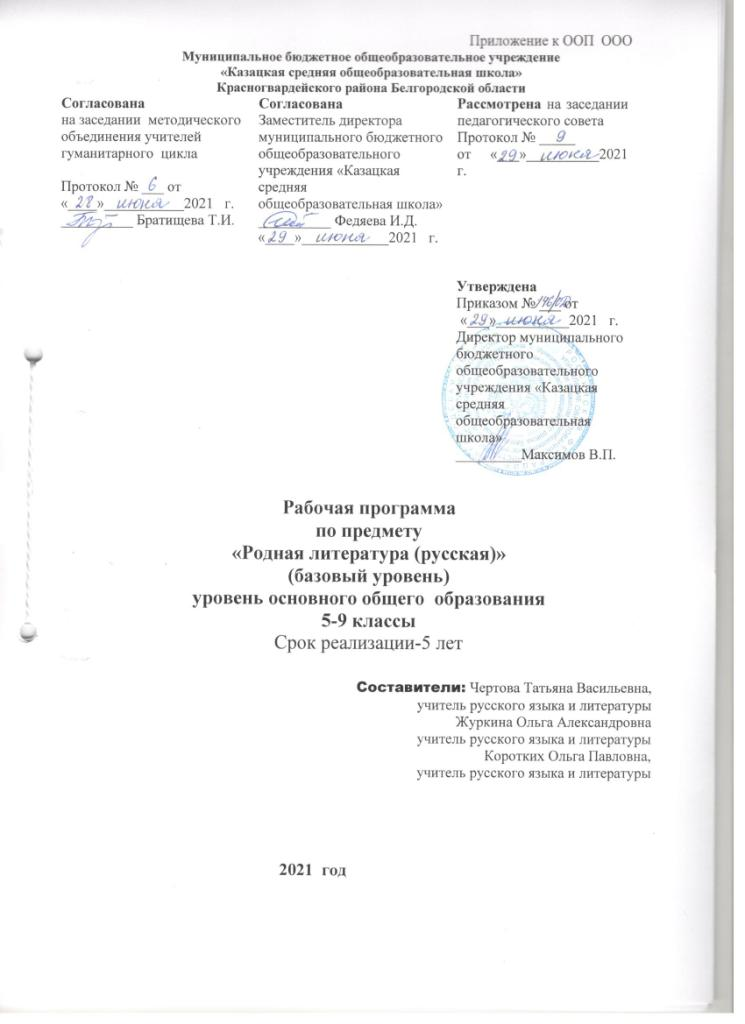 Приложение к ООП ООО
Муниципальное бюджетное общеобразовательное учреждение
«Казацкая средняя общеобразовательная школа»
Красногвардейского района Белгородской области
Согласована
на заседании методического
объединения учителей
гуманитарного цикла
Протокол № 6 от
«28» июня 2021 г.
Братищева Т.И.
Согласована
Заместитель директора
муниципального бюджетного
общеобразовательного
учреждения «Казацкая
средняя
общеобразовательная школа»
Федяева И.Д.
«29» июня 2021 г.
Рассмотрена на заседании
педагогического совета
Протокол № 9
от «29» июня 2021
г.
Утверждена
Приказом № от
«29» июня 2021 г.
Директор муниципального
бюджетного
общеобразовательного
учреждения «Казацкая
средняя
общеобразовательная
школа»
Максимов В.П.
Рабочая программа
по предмету
«Родная литература (русская)»
(базовый уровень)
уровень основного общего образования
5-9 классы
Срок реализации-5 лет
Составители: Чертова Татьяна Васильевна,
учитель русского языка и литературы
Журкина Ольга Александровна
учитель русского языка и литературы
Коротких Ольга Павловна,
учитель русского языка и литературы
2021 год